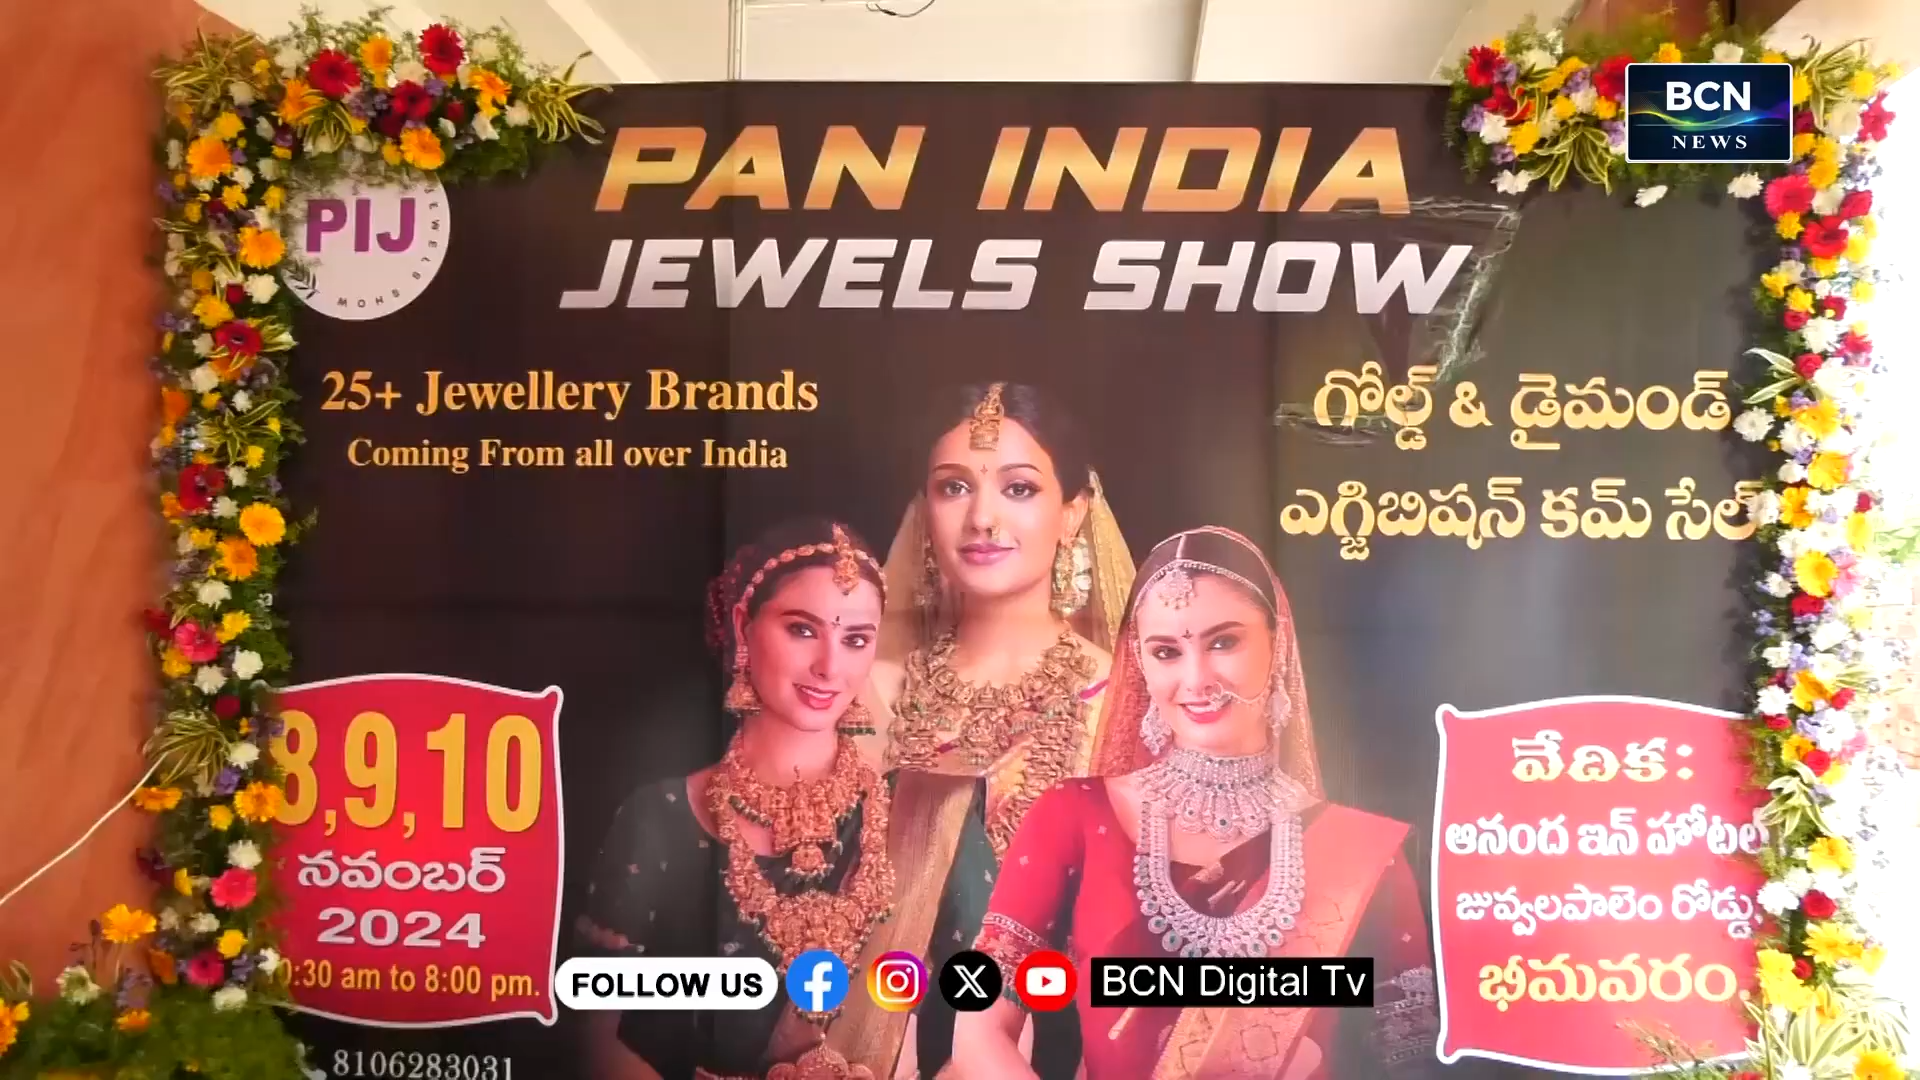 BCN
NEWS
PIJ
JEWELS SHOW
PAN INDIA
JEWELS SHOW
25+ Jewellery Brands
Coming From all over India
గోల్డ్ & డైమండ్
ఎగ్జిబిషన్ కమ్ సేల్
8,9,10
నవంబర్
2024
:30 am to 8:00 pm.
8106283031
వేదిక:
ఆనంద ఇన్ హోటల్
జువ్వలపాలెం రోడ్డు,
భీమవరం.
FOLLOW US
BCN Digital Tv